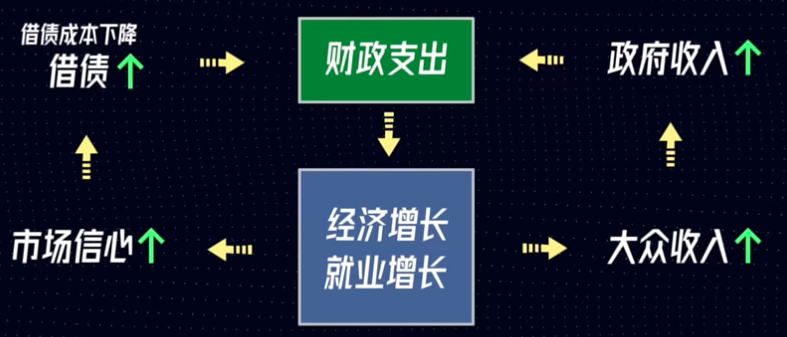 借债成本下降
借债
财政支出
政府收入
市场信心
经济增长
就业增长
大众收入